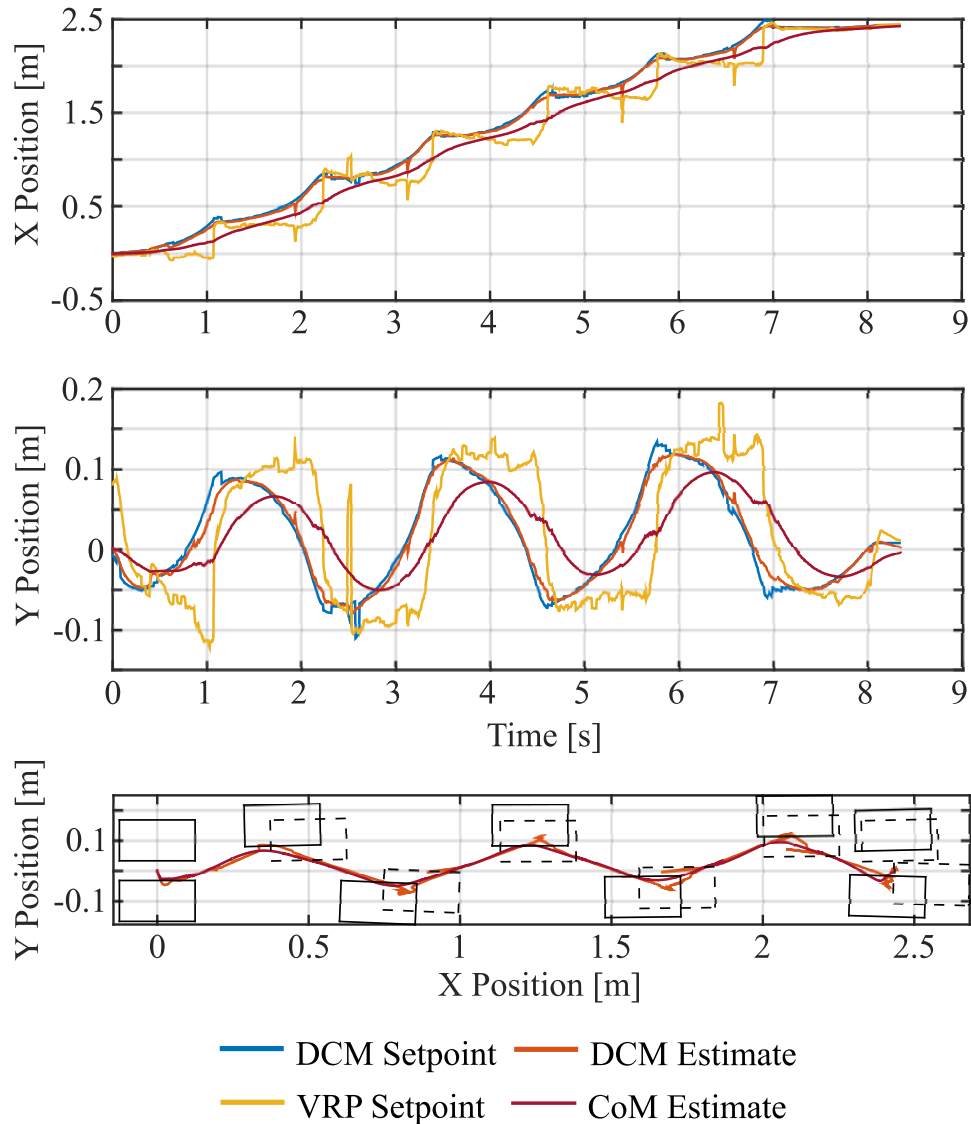 X Position [m]
2.5
1.5
0.5
-0.5
0 1 2 3 4 5 6 7 8 9
Y Position [m]
0.2
0.1
0
-0.1
0 1 2 3 4 5 6 7 8 9
Time [s]
Y Position [m]
0.1
-0.1
0 0.5 1 1.5 2 2.5
X Position [m]
DCM Setpoint DCM Estimate
VRP Setpoint CoM Estimate